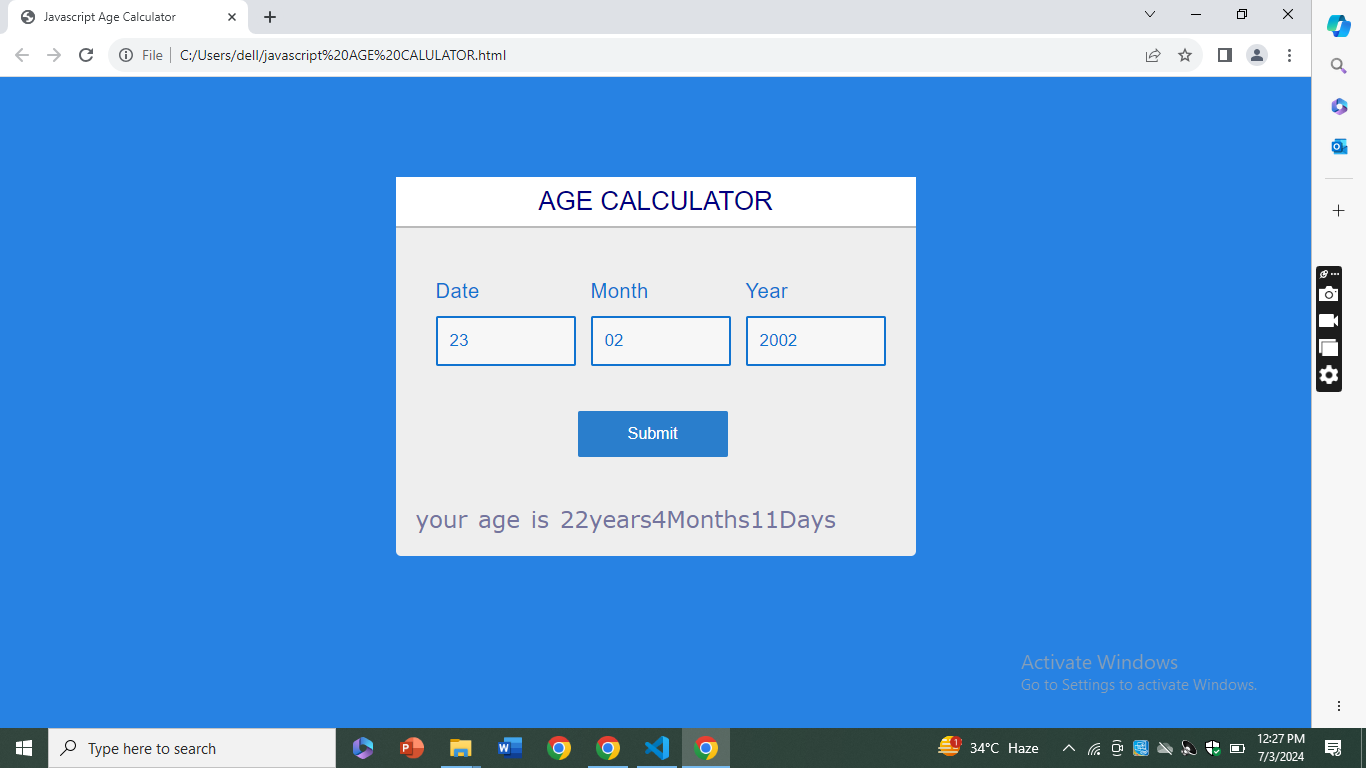 Javascript Age Calculator
File C:/Users/dell/javascript%20AGE%20CALULATOR.html
AGE CALCULATOR
Date Month Year
23 02 2002
Submit
your age is 22years4Months11Days
Activate Windows
Go to Settings to activate Windows.
Type here to search
1
34°C Haze
12:27 PM
7/3/2024